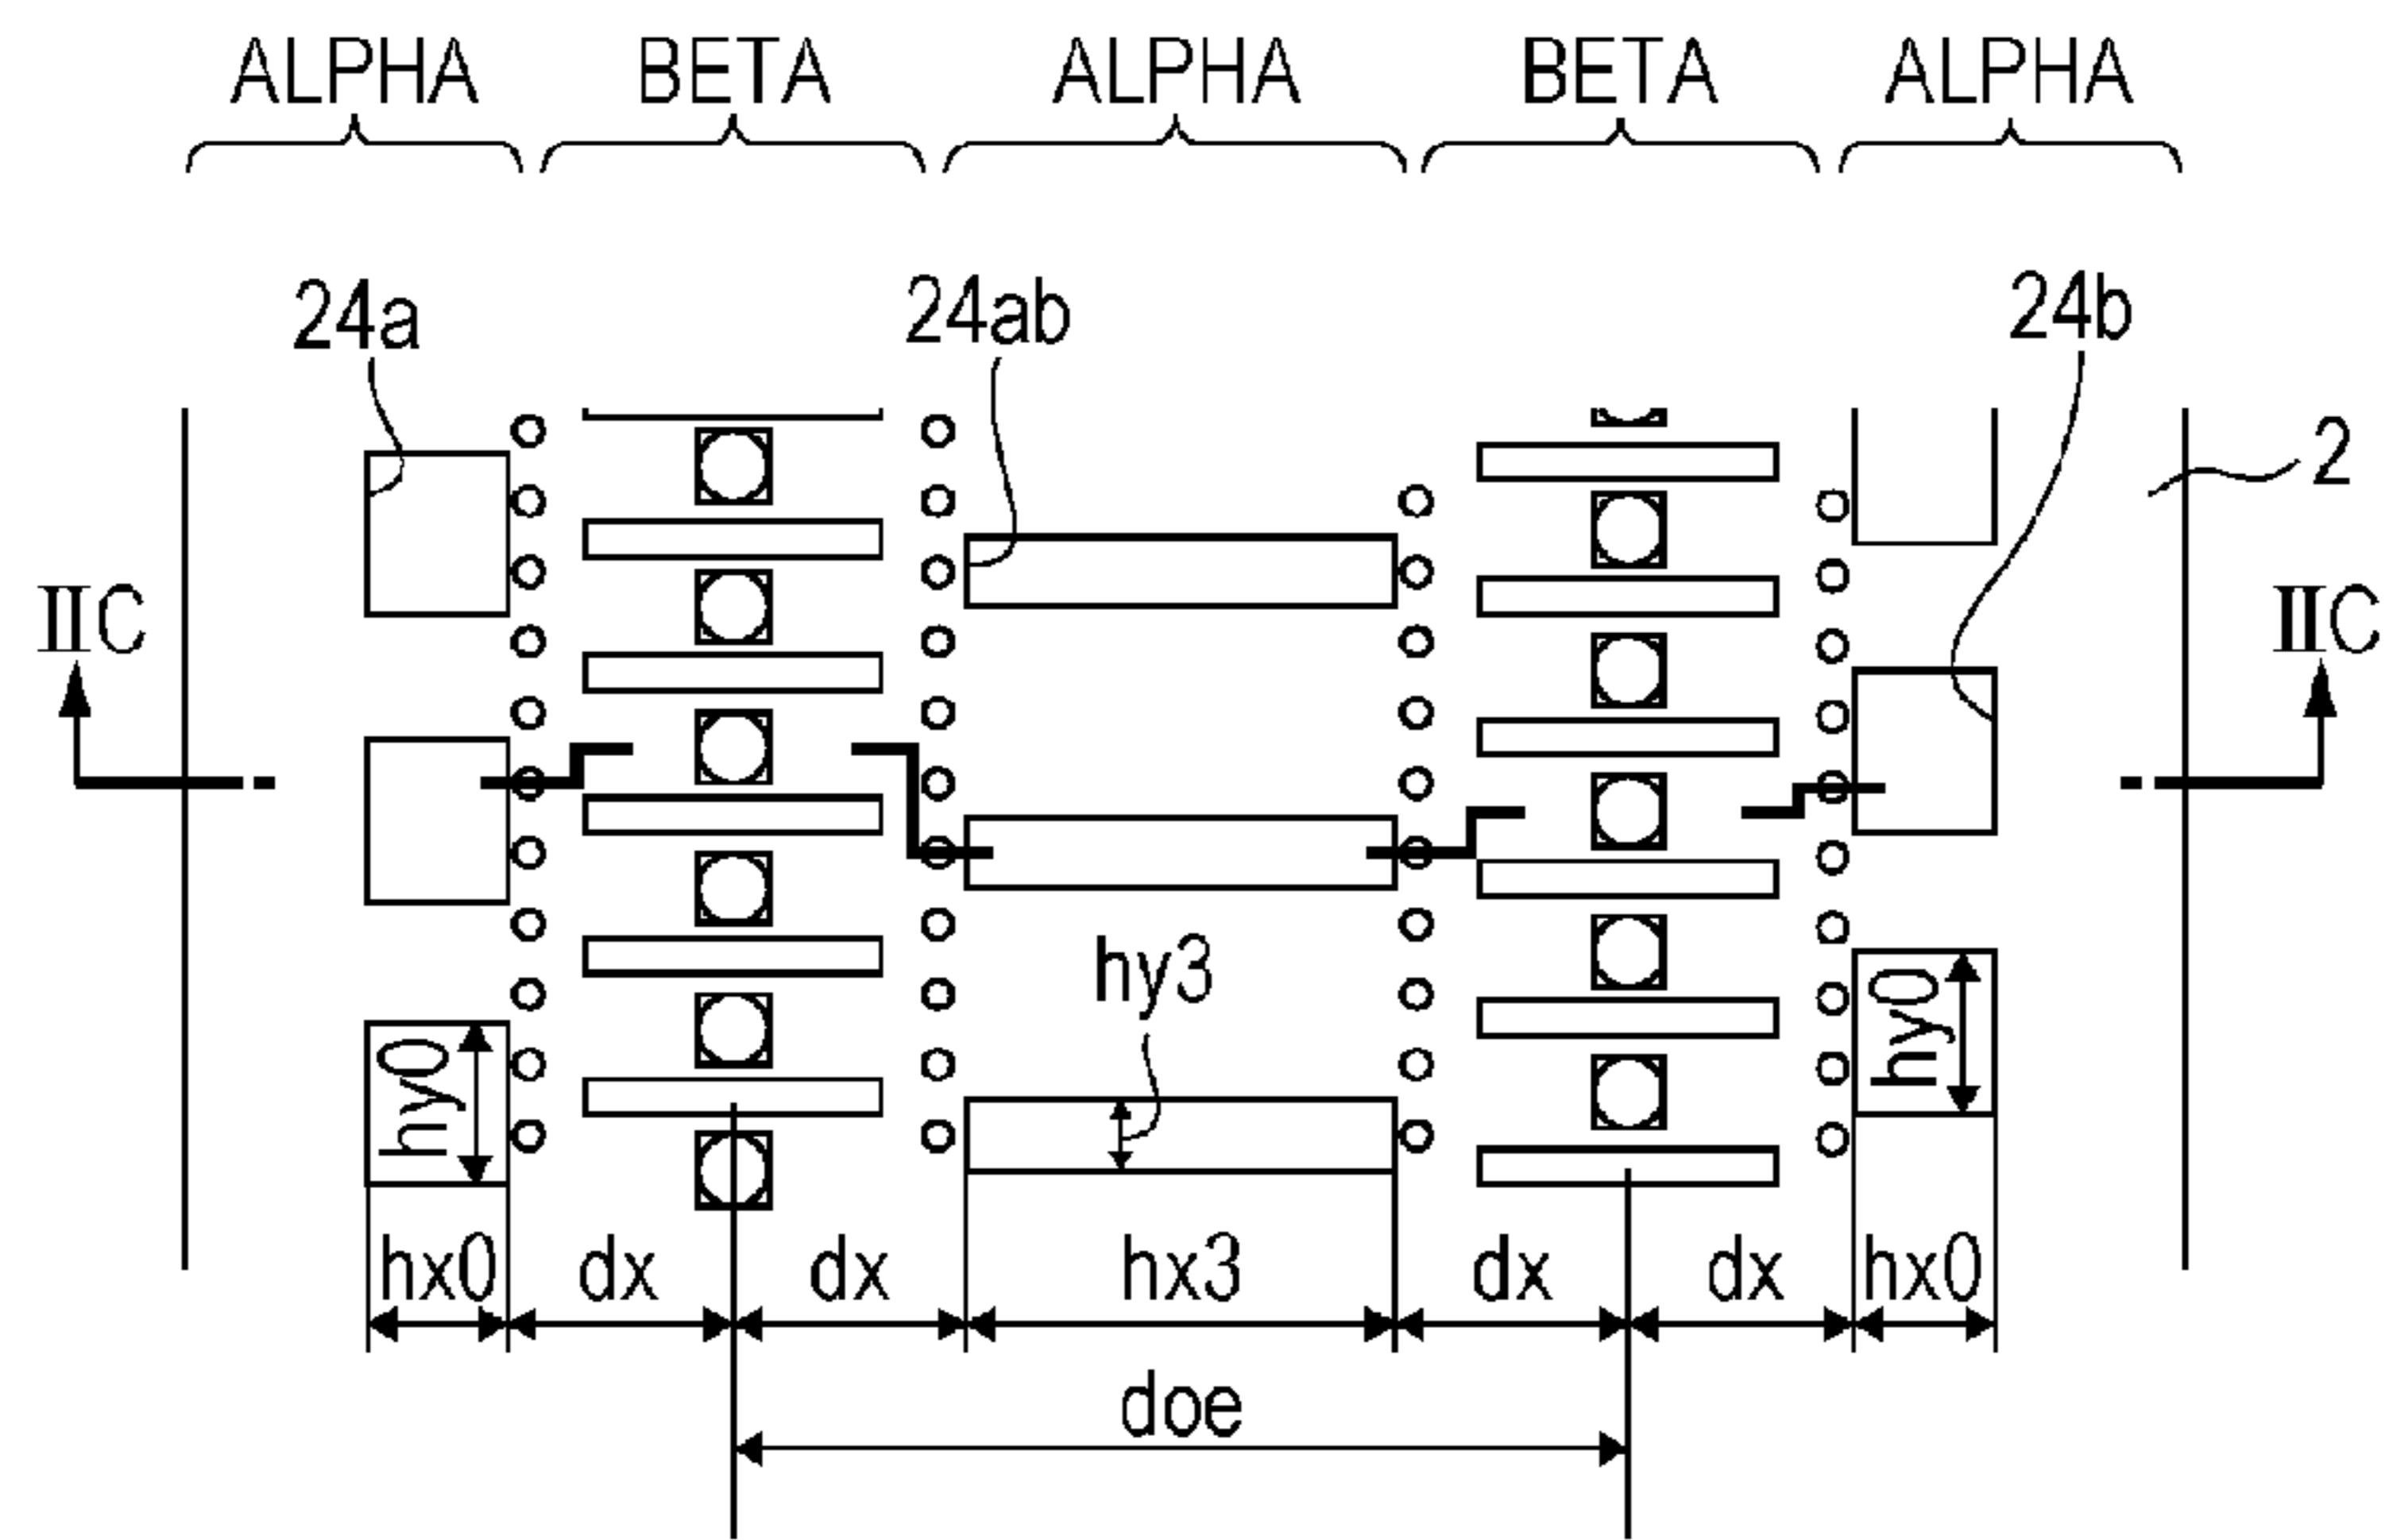 ALPHA BETA ALPHA BETA ALPHA
24a 24ab 24b
2
IIC IIC
hy3
hy0 hy0
hx0 dx dx hx3 dx dx hx0
doe